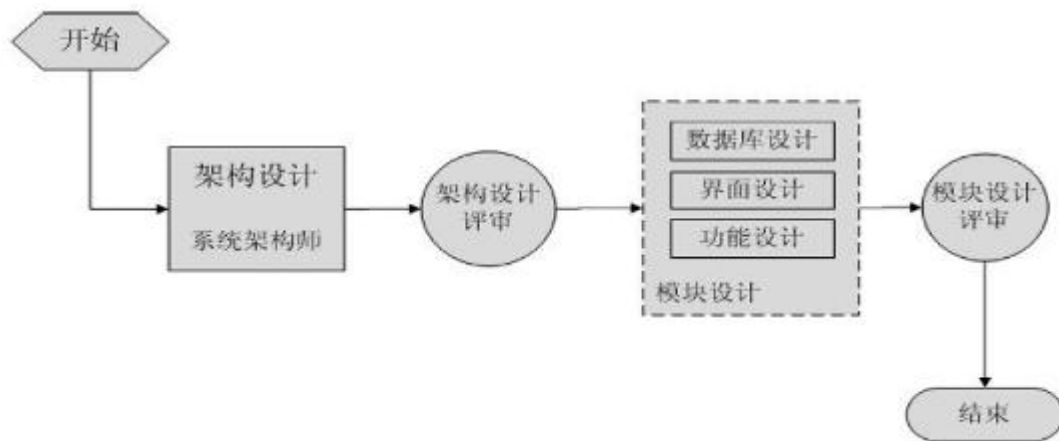 开始
架构设计
系统架构师
架构设计
评审
数据库设计
界面设计
功能设计
模块设计
模块设计
评审
结束